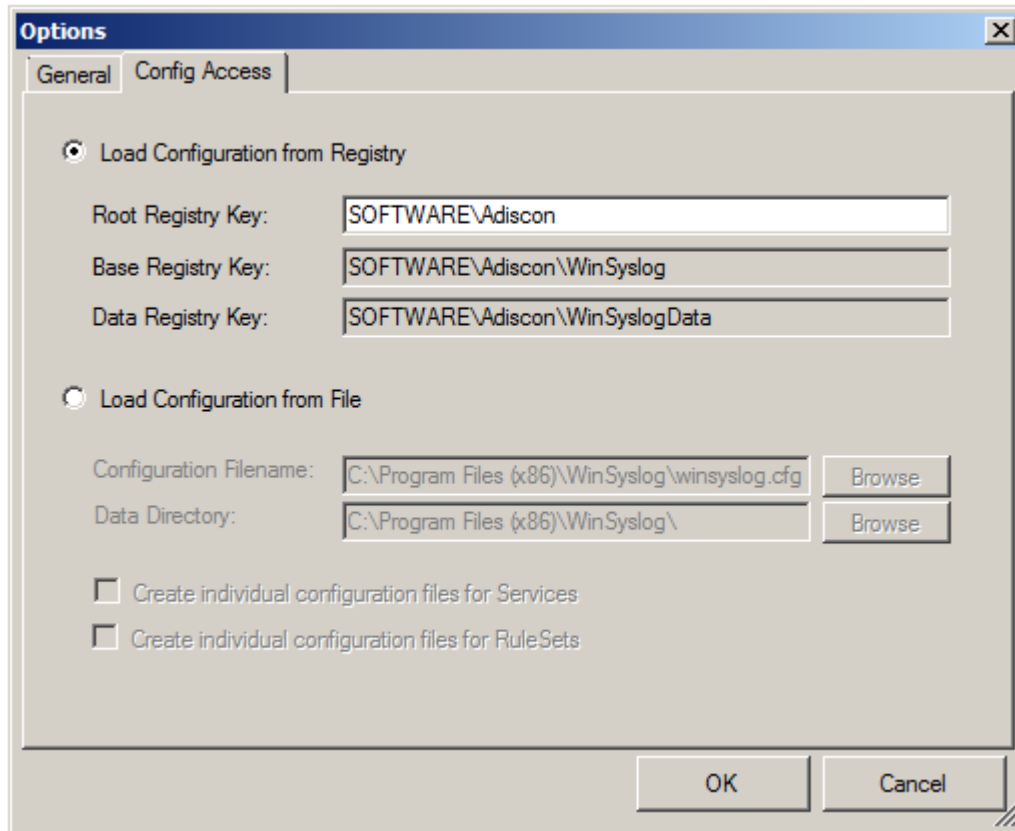 Options
General Config Access
Load Configuration from Registry
Root Registry Key: SOFTWARE\Adiscon
Base Registry Key: SOFTWARE\Adiscon\WinSyslog
Data Registry Key: SOFTWARE\Adiscon\WinSyslogData
Load Configuration from File
Configuration Filename: C:\Program Files (x86)\WinSyslog\winsyslog.cfg Browse
Data Directory: C:\Program Files (x86)\WinSyslog\ Browse
Create individual configuration files for Services
Create individual configuration files for RuleSets
OK Cancel